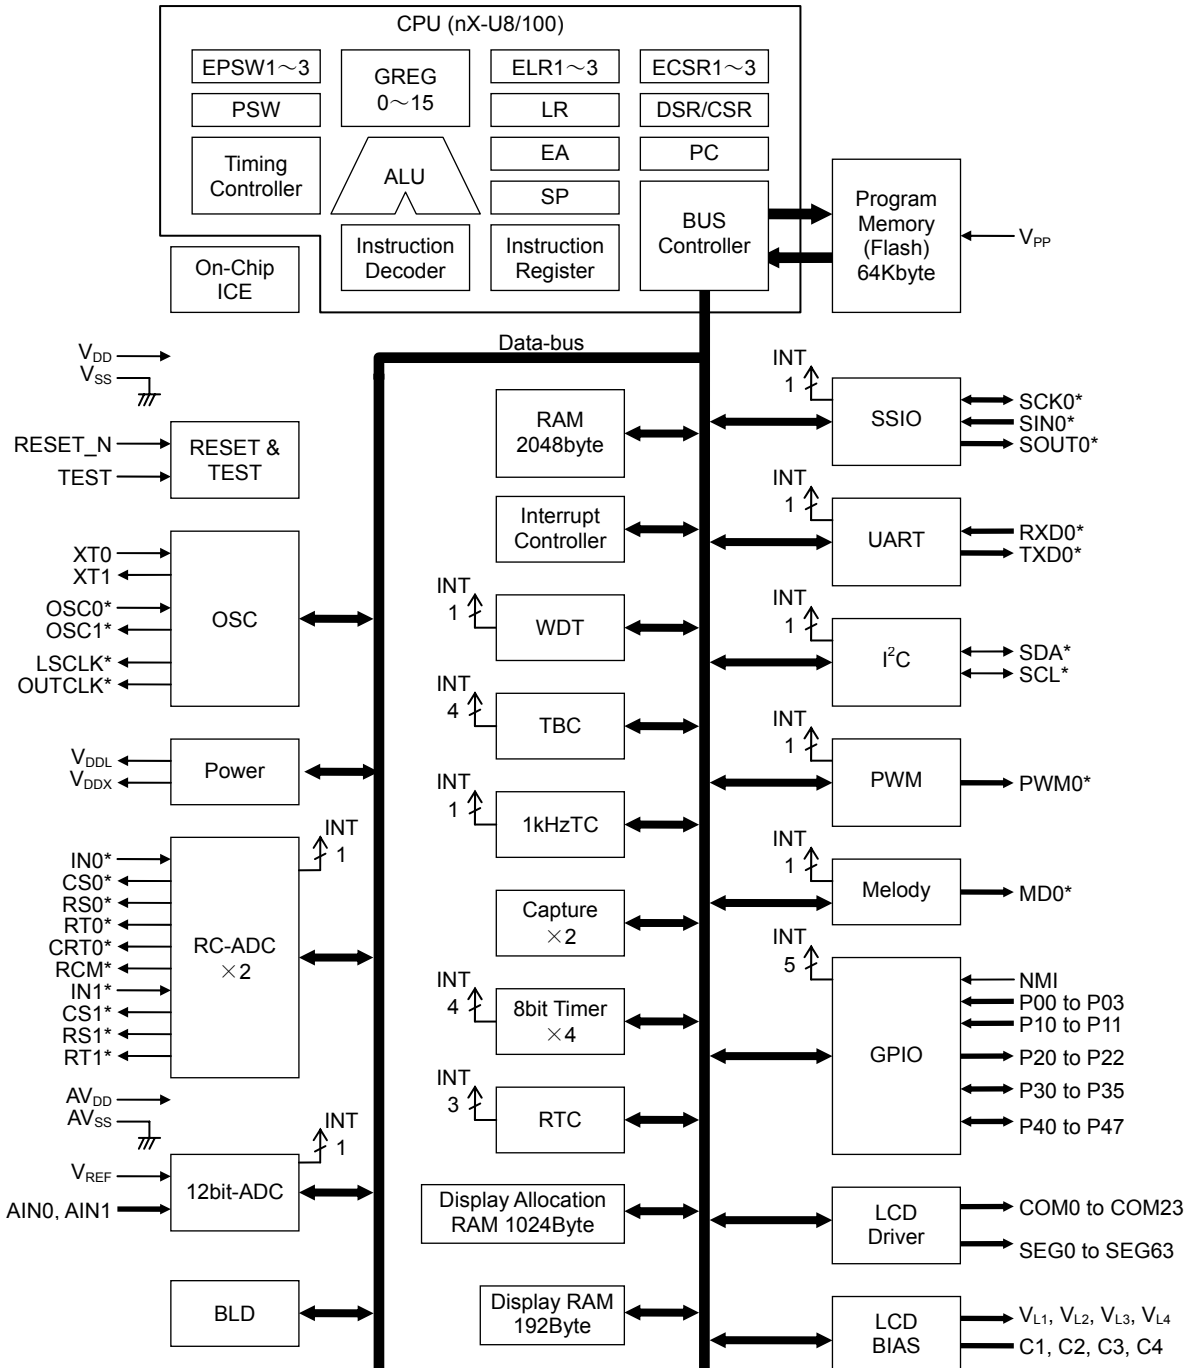 CPU (nX-U8/100)
EPSW1～3
GREG
0～15
ELR1～3
ECSR1～3
PSW
LR
DSR/CSR
Timing
Controller
ALU
EA
PC
SP
BUS
Controller
Instruction
Decoder
Instruction
Register
On-Chip
ICE
Program
Memory
(Flash)
64Kbyte
VPP
Data-bus
VDD
VSS
RESET_N
TEST
RESET &
TEST
XT0
XT1
OSC0*
OSC1*
LSCLK*
OUTCLK*
OSC
VDDL
VDDX
Power
INT
1
IN0*
CS0*
RS0*
RT0*
CRT0*
RCM*
IN1*
CS1*
RS1*
RT1*
RC-ADC
×2
AVDD
AVSS
INT
1
VREF
AIN0, AIN1
12bit-ADC
BLD
RAM
2048byte
Interrupt
Controller
INT
1
WDT
INT
4
TBC
INT
1
1kHzTC
Capture
×2
INT
4
8bit Timer
×4
INT
3
RTC
Display Allocation
RAM 1024Byte
Display RAM
192Byte
INT
1
SSIO
SCK0*
SIN0*
SOUT0*
INT
1
UART
RXD0*
TXD0*
INT
1
I²C
SDA*
SCL*
INT
1
PWM
PWM0*
INT
1
Melody
MD0*
INT
5
GPIO
NMI
P00 to P03
P10 to P11
P20 to P22
P30 to P35
P40 to P47
LCD
Driver
COM0 to COM23
SEG0 to SEG63
LCD
BIAS
VL1, VL2, VL3, VL4
C1, C2, C3, C4